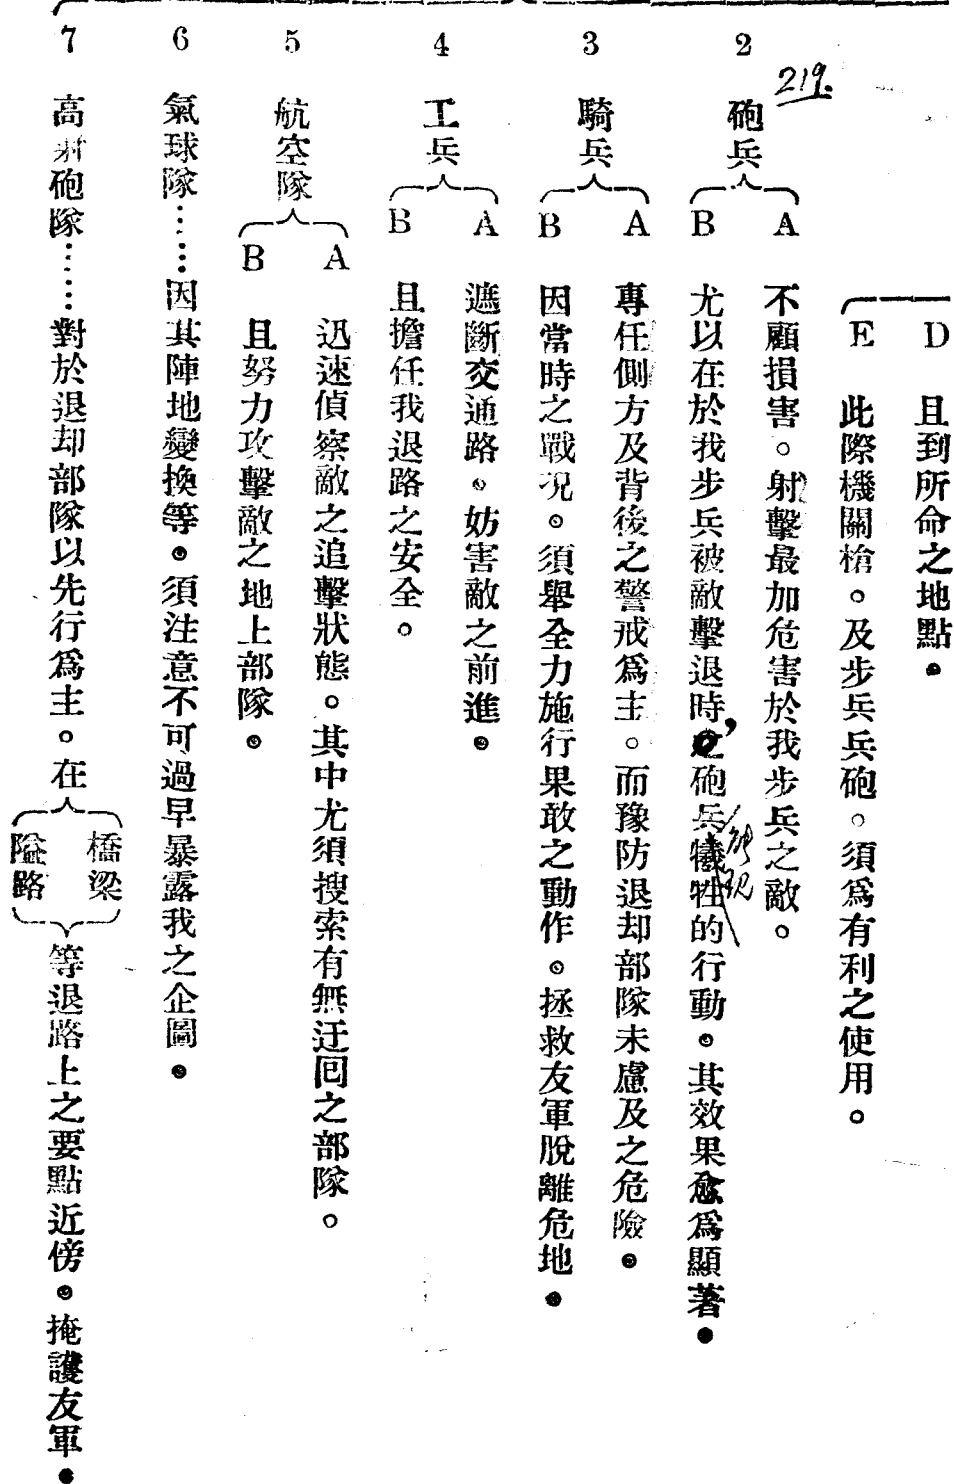 D 且到所命之地點。
E 此際機關槍。及步兵兵砲。須爲有利之使用。
219.
2 砲兵
A 不顧損害。射擊最加危害於我步兵之敵。
B 尤以在於我步兵被敵擊退時,砲兵犧牲的行動。其效果愈爲顯著。
3 騎兵
A 專任側方及背後之警戒爲主。而豫防退却部隊未慮及之危險。
B 因當時之戰況。須舉全力施行果敢之動作。拯救友軍脫離危地。
4 工兵
A 遮斷交通路。妨害敵之前進。
B 且擔任我退路之安全。
5 航空隊
A 迅速偵察敵之追擊狀態。其中尤須搜索有無迂回之部隊。
B 且努力攻擊敵之地上部隊。
6 氣球隊……因其陣地變換等。須注意不可過早暴露我之企圖。
7 高射砲隊……對於退却部隊以先行爲主。在
橋梁
隘路
等退路上之要點近傍。掩護友軍。